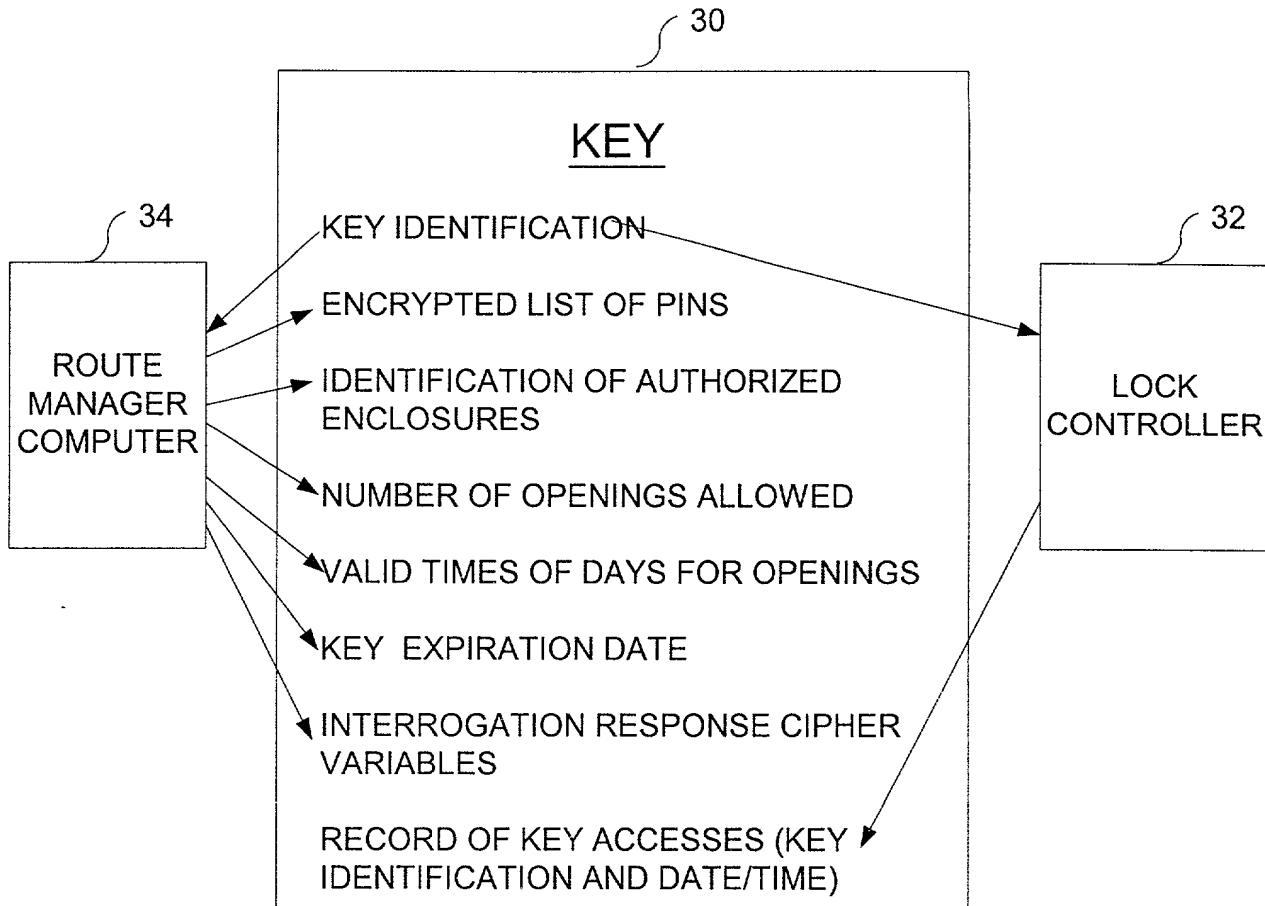 30
KEY
34
KEY IDENTIFICATION
32
ENCRYPTED LIST OF PINS
ROUTE
MANAGER
COMPUTER
IDENTIFICATION OF AUTHORIZED
ENCLOSURES
LOCK
CONTROLLER
NUMBER OF OPENINGS ALLOWED
VALID TIMES OF DAYS FOR OPENINGS
KEY EXPIRATION DATE
INTERROGATION RESPONSE CIPHER
VARIABLES
RECORD OF KEY ACCESSES (KEY
IDENTIFICATION AND DATE/TIME)